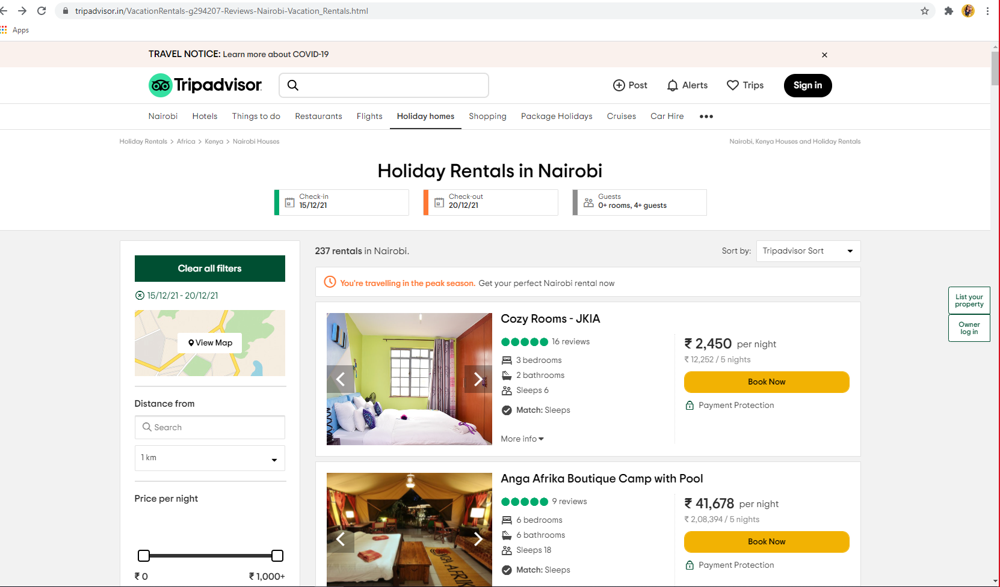 tripadvisor.in/VacationRentals-g294207-Reviews-Nairobi-Vacation_Rentals.html
Apps
TRAVEL NOTICE: Learn more about COVID-19
Tripadvisor
Post
Alerts
Trips
Sign in
Nairobi
Hotels
Things to do
Restaurants
Flights
Holiday homes
Shopping
Package Holidays
Cruises
Car Hire
Holiday Rentals > Africa > Kenya > Nairobi Houses
Nairobi, Kenya Houses and Holiday Rentals
Holiday Rentals in Nairobi
Check-in
15/12/21
Check-out
20/12/21
Guests
0+ rooms, 4+ guests
Clear all filters
15/12/21 - 20/12/21
View Map
Distance from
Search
1 km
Price per night
₹ 0
₹ 1,000+
237 rentals in Nairobi.
Sort by:
Tripadvisor Sort
You're travelling in the peak season. Get your perfect Nairobi rental now
Cozy Rooms - JKIA
16 reviews
3 bedrooms
2 bathrooms
Sleeps 6
Match: Sleeps
More info
₹ 2,450 per night
₹ 12,252 / 5 nights
Book Now
Payment Protection
Anga Afrika Boutique Camp with Pool
9 reviews
6 bedrooms
6 bathrooms
Sleeps 18
Match: Sleeps
₹ 41,678 per night
₹ 2,08,394 / 5 nights
Book Now
Payment Protection
ANGA AFRIK
List your
property
Owner
log in